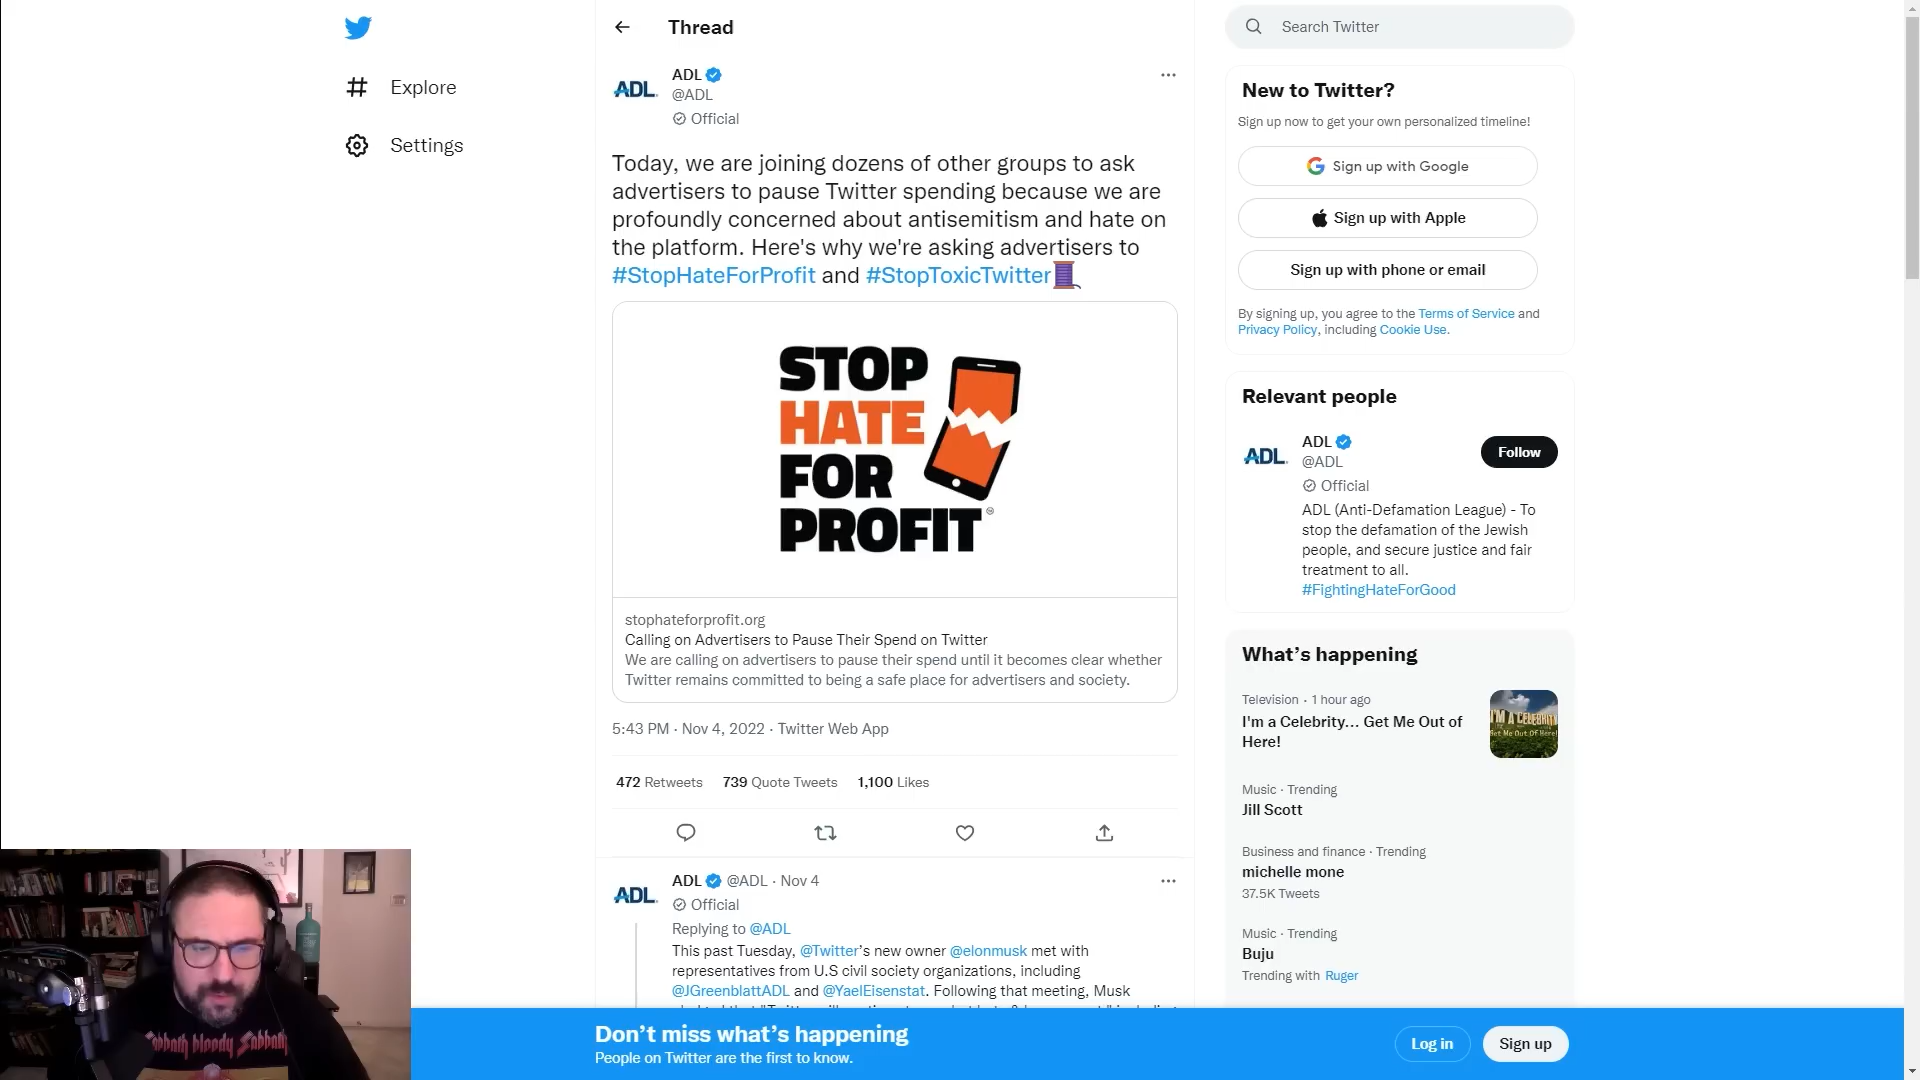 Thread
Search Twitter
Explore
Settings
ADL
ADL
@ADL
Official
Today, we are joining dozens of other groups to ask
advertisers to pause Twitter spending because we are
profoundly concerned about antisemitism and hate on
the platform. Here's why we're asking advertisers to
#StopHateForProfit and #StopToxicTwitter
STOP
HATE
FOR
PROFIT
stophateforprofit.org
Calling on Advertisers to Pause Their Spend on Twitter
We are calling on advertisers to pause their spend until it becomes clear whether
Twitter remains committed to being a safe place for advertisers and society.
5:43 PM · Nov 4, 2022 · Twitter Web App
472 Retweets 739 Quote Tweets 1,100 Likes
ADL
ADL @ADL · Nov 4
Official
Replying to @ADL
This past Tuesday, @Twitter’s new owner @elonmusk met with
representatives from U.S civil society organizations, including
@JGreenblattADL and @YaelEisenstat. Following that meeting, Musk
New to Twitter?
Sign up now to get your own personalized timeline!
Sign up with Google
Sign up with Apple
Sign up with phone or email
By signing up, you agree to the Terms of Service and
Privacy Policy, including Cookie Use.
Relevant people
ADL
ADL
@ADL
Follow
Official
ADL (Anti-Defamation League) - To
stop the defamation of the Jewish
people, and secure justice and fair
treatment to all.
#FightingHateForGood
What’s happening
Television · 1 hour ago
I'm a Celebrity... Get Me Out of
Here!
I'M A CELEBRITY
Get Me Out Of Here!
Music · Trending
Jill Scott
Business and finance · Trending
michelle mone
37.5K Tweets
Music · Trending
Buju
Trending with Ruger
Sabbath bloody Sabbath
Don’t miss what’s happening
People on Twitter are the first to know.
Log in
Sign up